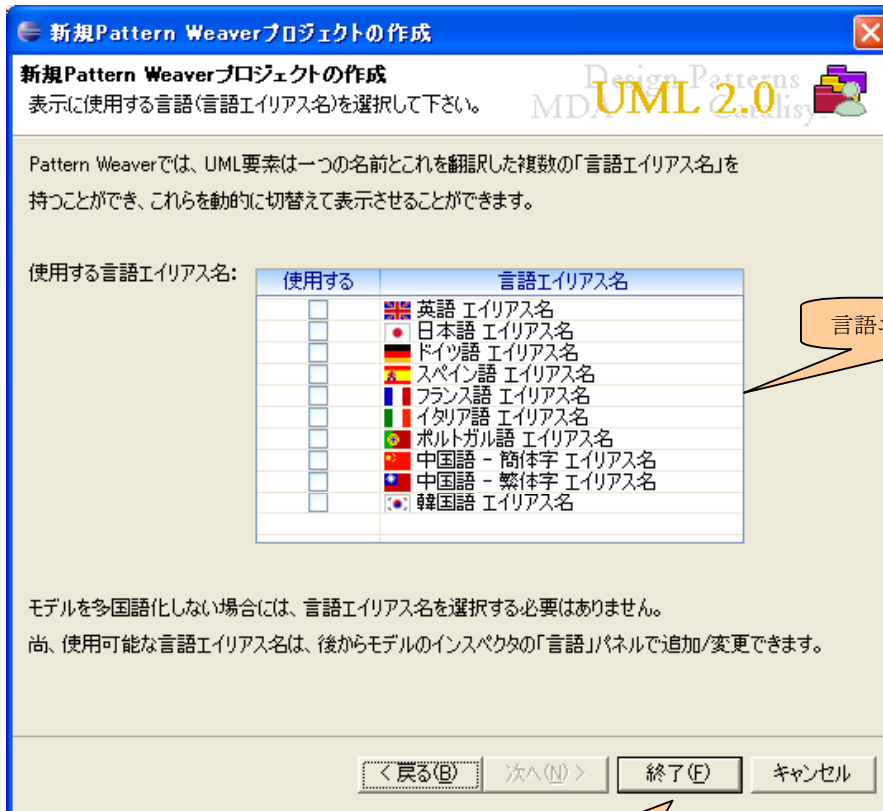 新規Pattern Weaverプロジェクトの作成
新規Pattern Weaverプロジェクトの作成
表示に使用する言語(言語エイリアス名)を選択して下さい。
Design Patterns
MDA UML 2.0
Pattern Weaverでは、UML要素は一つの名前とこれを翻訳した複数の「言語エイリアス名」を
持つことができ、これらを動的に切替えて表示させることができます。
使用する言語エイリアス名:
使用する 言語エイリアス名
英語 エイリアス名
日本語 エイリアス名
ドイツ語 エイリアス名
スペイン語 エイリアス名
フランス語 エイリアス名
イタリア語 エイリアス名
ポルトガル語 エイリアス名
中国語 - 簡体字 エイリアス名
中国語 - 繁体字 エイリアス名
韓国語 エイリアス名
言語
モデルを多国語化しない場合には、言語エイリアス名を選択する必要はありません。
尚、使用可能な言語エイリアス名は、後からモデルのインスペクタの「言語」パネルで追加/変更できます。
< 戻る(B) 次へ(N) > 終了(F) キャンセル